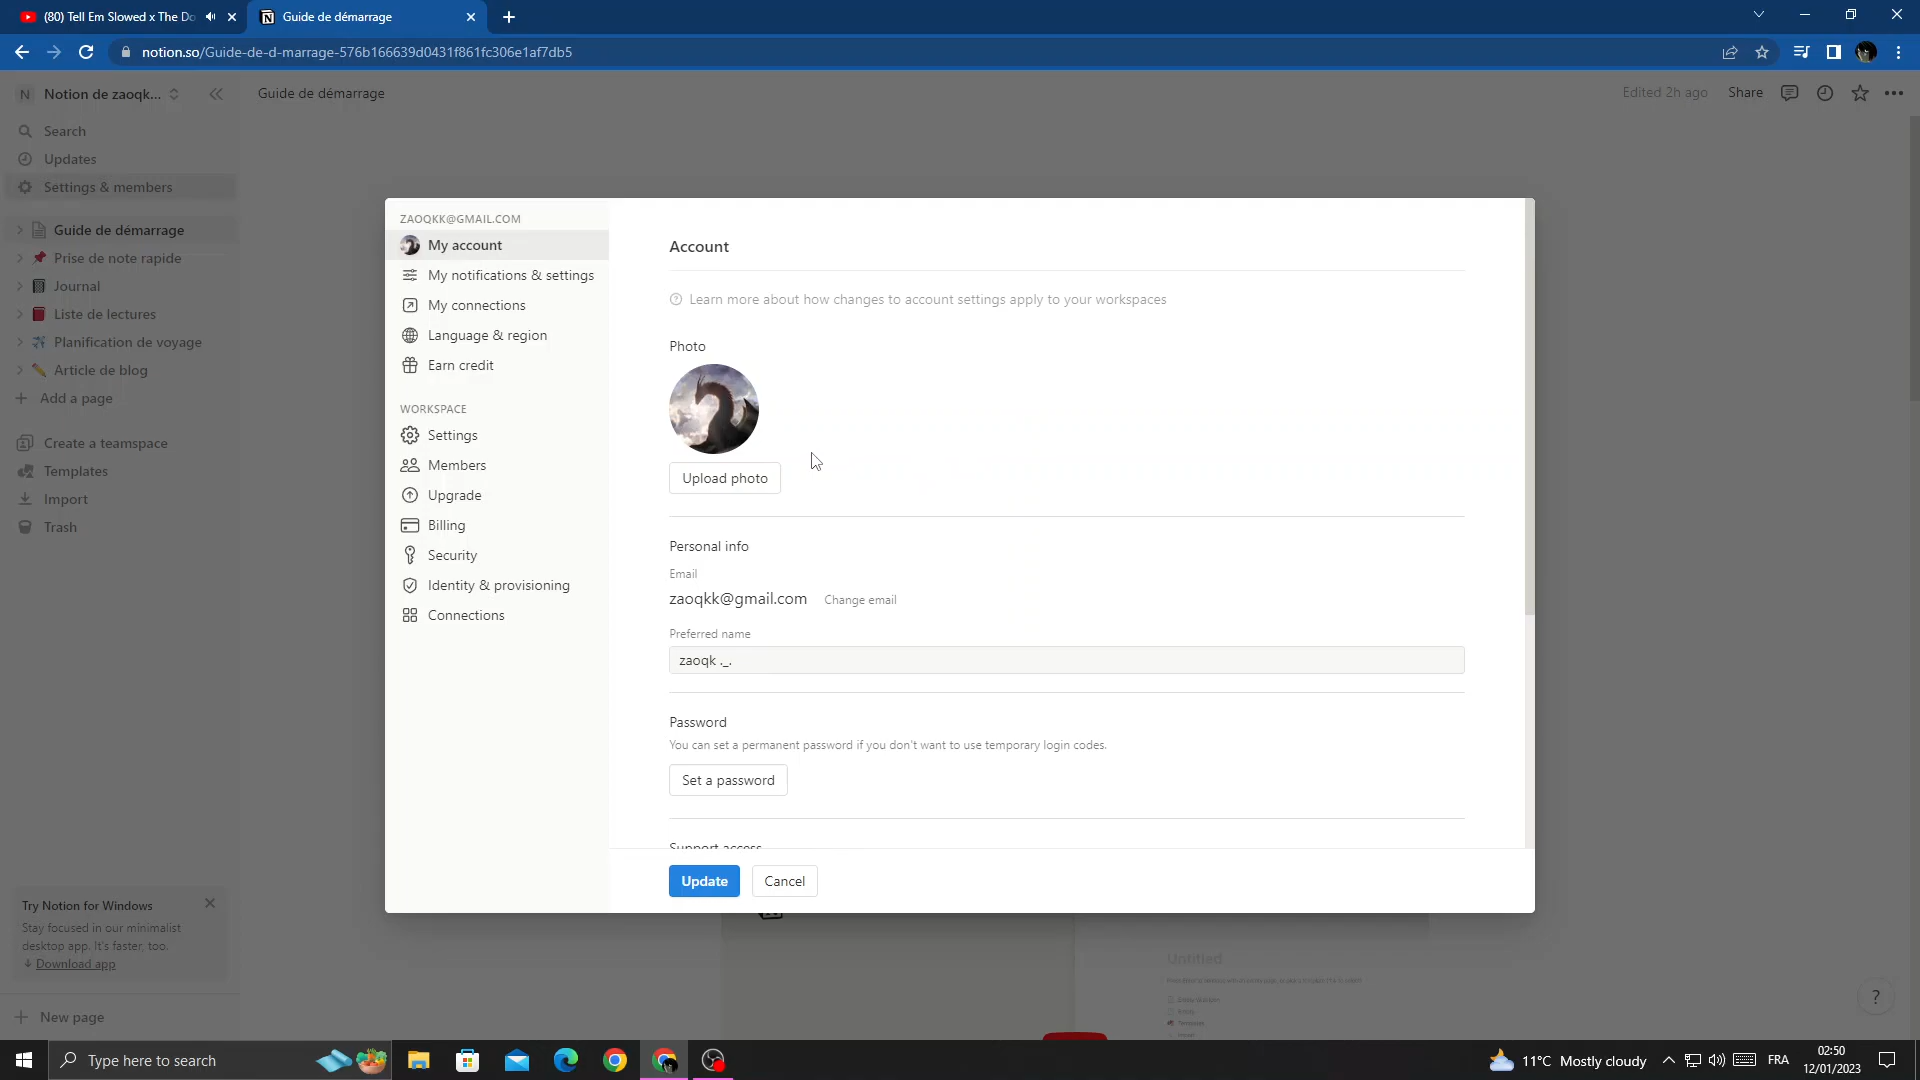 (80) Tell Em Slowed x The Do
Guide de démarrage
notion.so/Guide-de-d-marrage-576b166639d0431f861fc306e1af7db5
N Notion de zaoqk...
Guide de démarrage
Edited 2h ago
Share
Search
Updates
Settings & members
Guide de démarrage
Prise de note rapide
Journal
Liste de lectures
Planification de voyage
Article de blog
Add a page
Create a teamspace
Templates
Import
Trash
Try Notion for Windows
Stay focused in our minimalist
desktop app. It's faster, too.
Download app
New page
ZAOQKK@GMAIL.COM
My account
My notifications & settings
My connections
Language & region
Earn credit
WORKSPACE
Settings
Members
Upgrade
Billing
Security
Identity & provisioning
Connections
Account
Learn more about how changes to account settings apply to your workspaces
Photo
Upload photo
Personal info
Email
zaoqkk@gmail.com Change email
Preferred name
zaoqk ._.
Password
You can set a permanent password if you don't want to use temporary login codes.
Set a password
Support access
Update
Cancel
Untitled
Templates
Import
?
Type here to search
11°C Mostly cloudy
FRA
02:50
12/01/2023